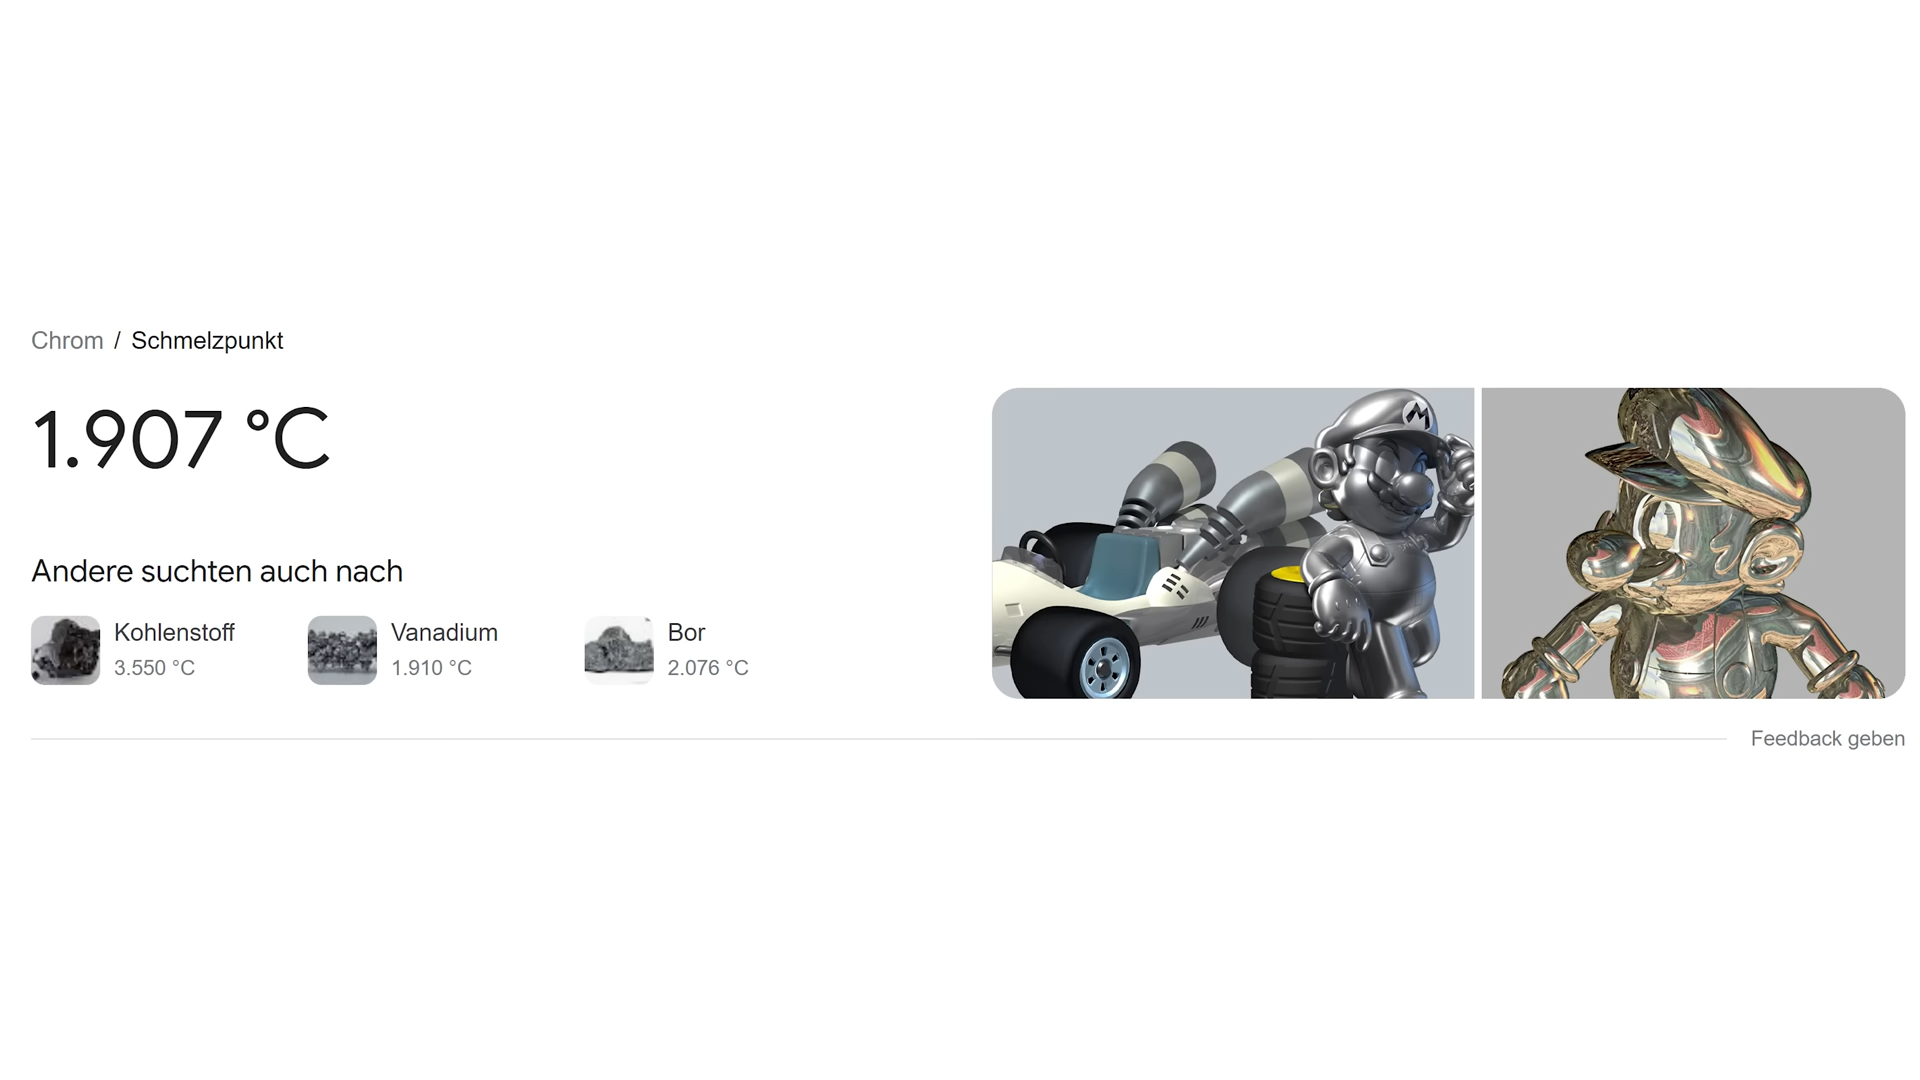 Chrom / Schmelzpunkt
1.907 °C
Andere suchten auch nach
Kohlenstoff
3.550 °C
Vanadium
1.910 °C
Bor
2.076 °C
M
Feedback geben